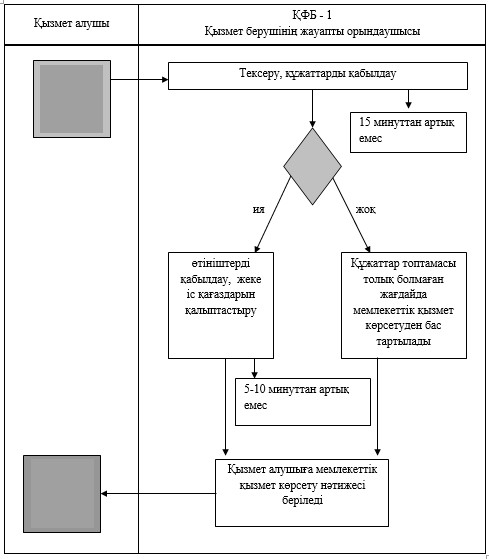 Қызмет алушы
ҚФБ - 1
Қызмет берушінің жауапты орындаушысы
Тексеру, құжаттарды қабылдау
15 минуттан артық
емес
ия
жоқ
өтініштерді
қабылдау, жеке
іс қағаздарын
қалыптастыру
Құжаттар топтамасы
толық болмаған
жағдайда
мемлекеттік қызмет
көрсетуден бас
тартылады
5-10 минуттан артық
емес
Қызмет алушыға мемлекеттік
қызмет көрсету нәтижесі
беріледі